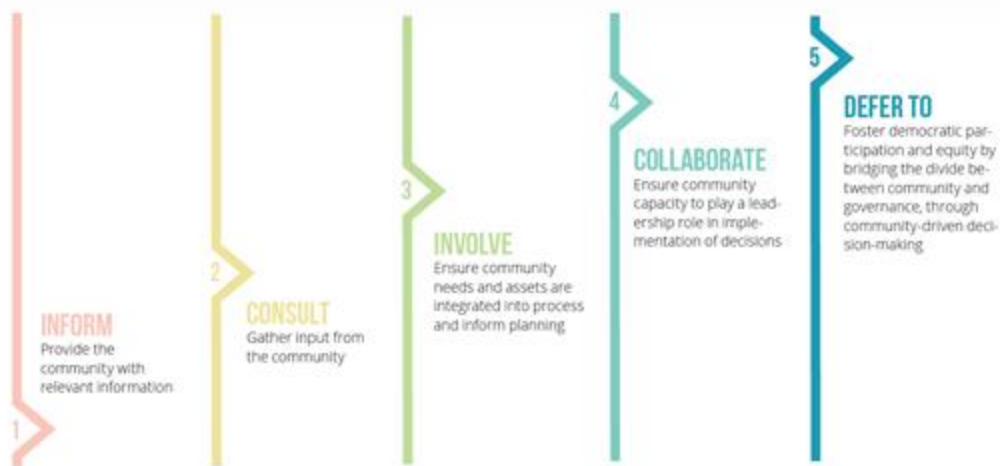 1
INFORM
Provide the
community with
relevant information
2
CONSULT
Gather input from
the community
3
INVOLVE
Ensure community
needs and assets are
integrated into process
and inform planning
4
COLLABORATE
Ensure community
capacity to play a lead-
ership role in imple-
mentation of decisions
5
DEFER TO
Foster democratic par-
ticipation and equity by
bridging the divide be-
tween community and
governance, through
community-driven deci-
sion-making